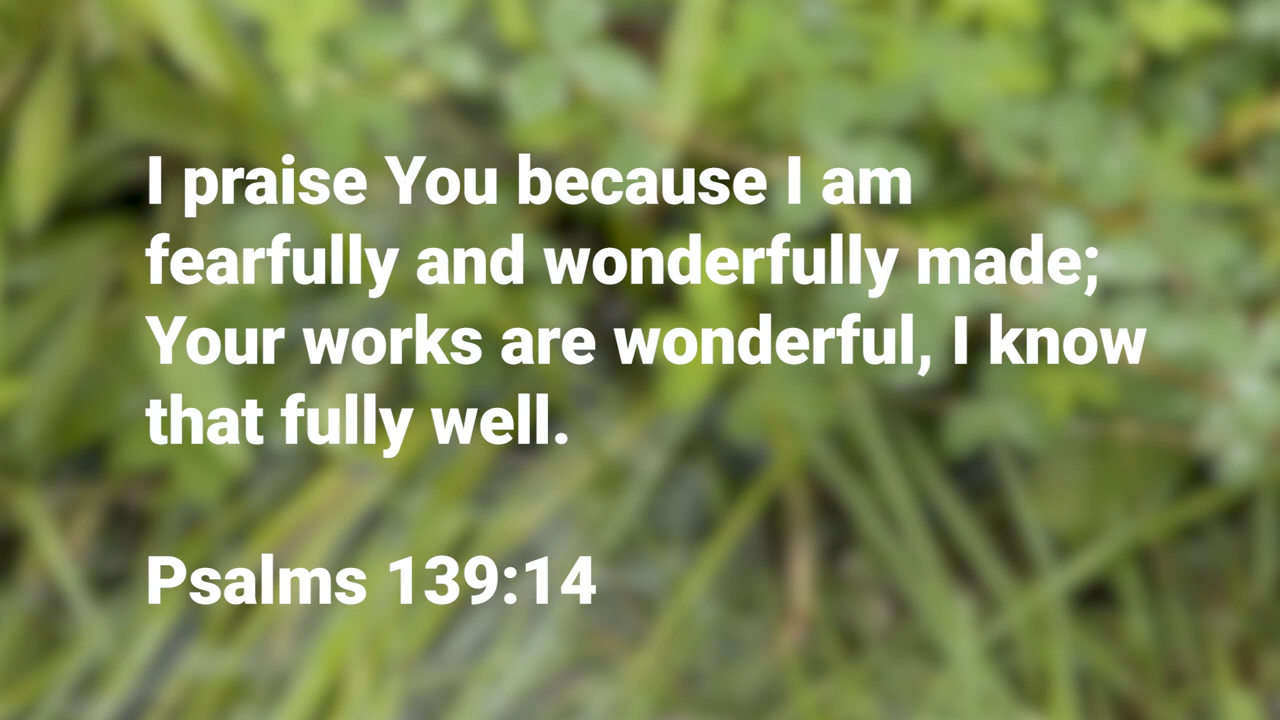 I praise You because I am
fearfully and wonderfully made;
Your works are wonderful, I know
that fully well.
Psalms 139:14